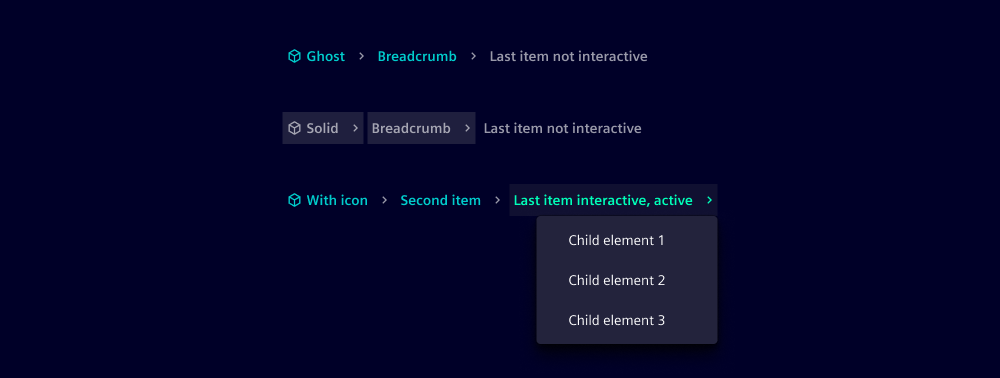 Ghost > Breadcrumb > Last item not interactive
Solid > Breadcrumb > Last item not interactive
With icon > Second item > Last item interactive, active >
Child element 1
Child element 2
Child element 3